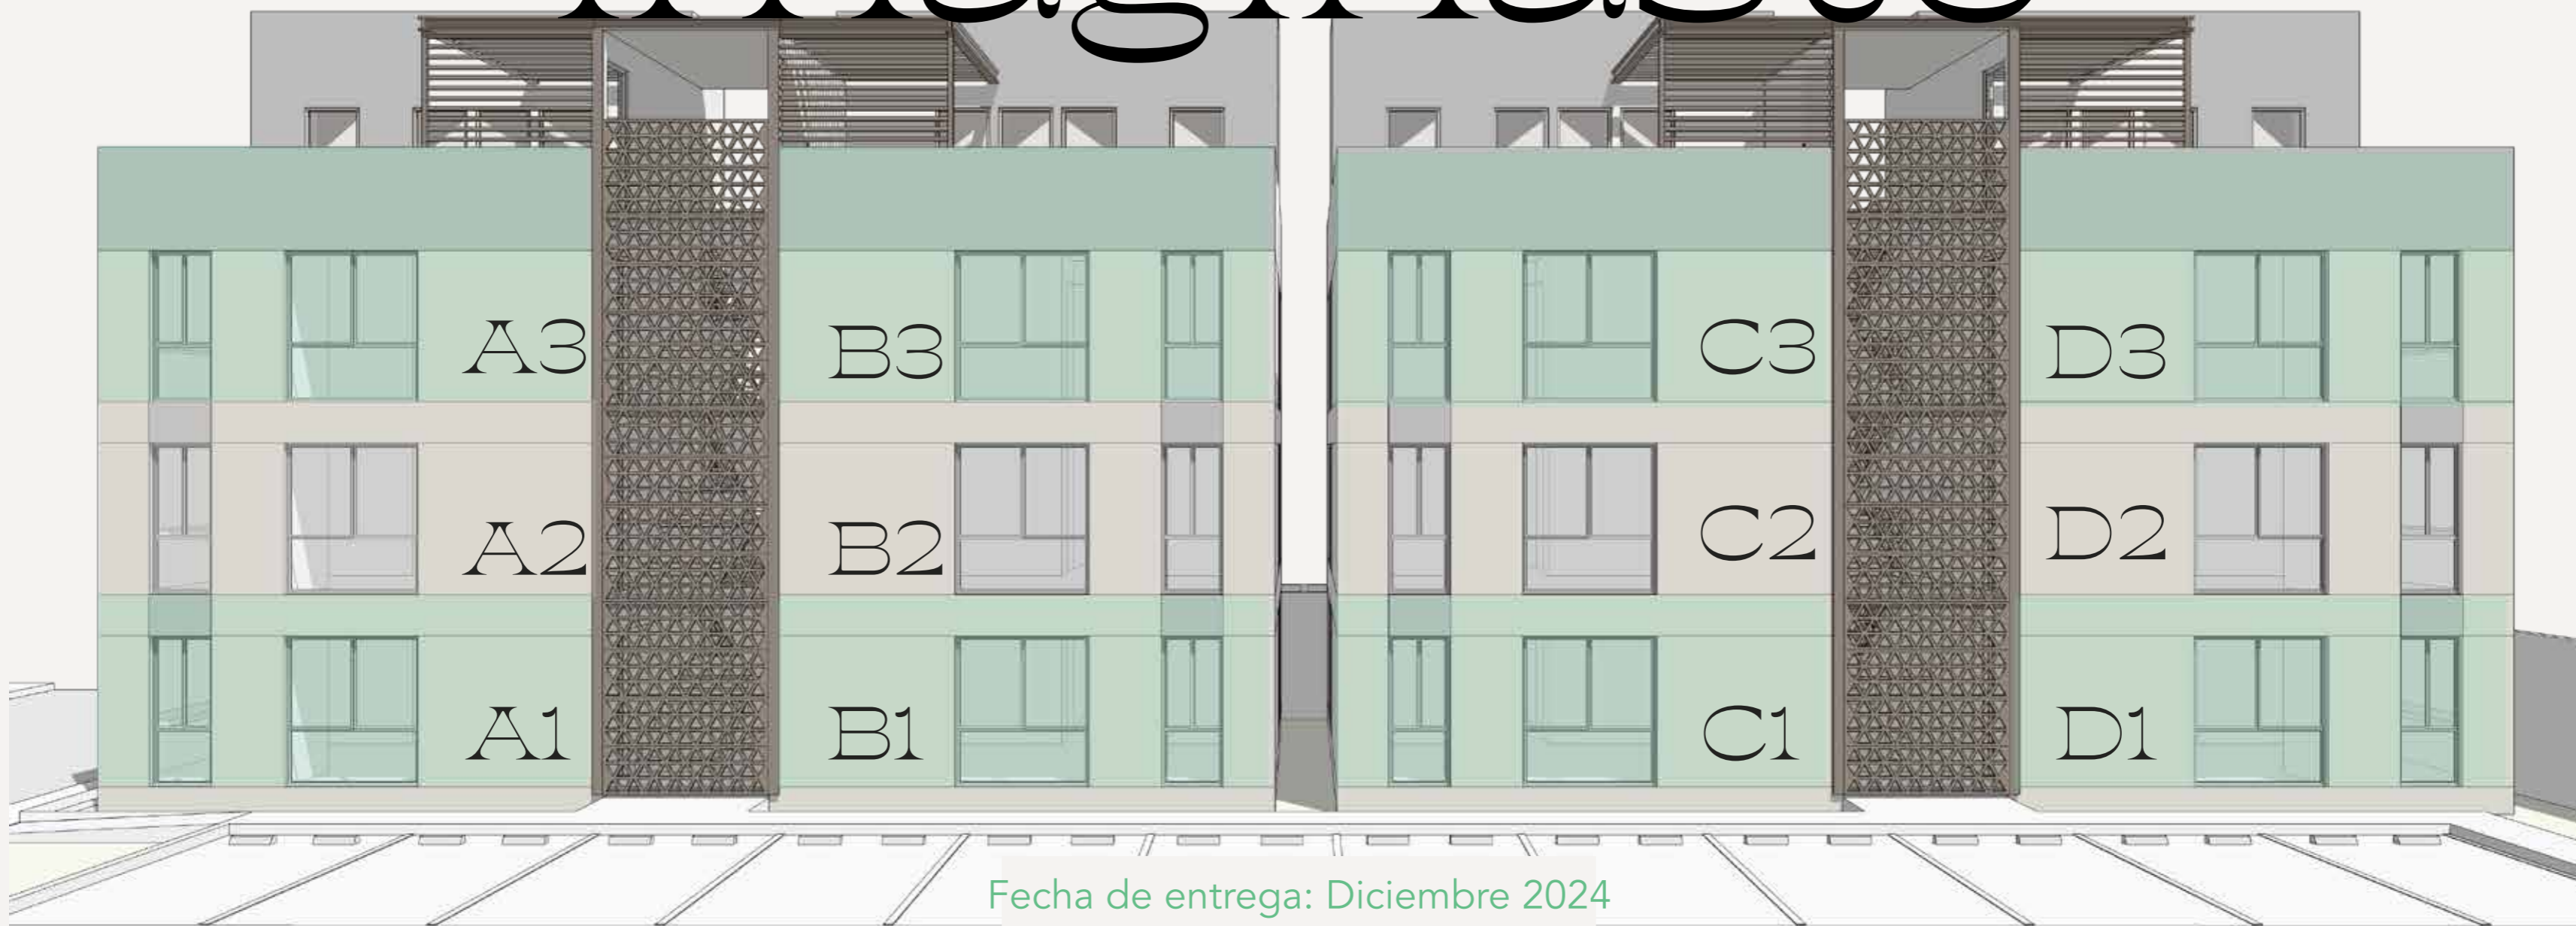 A3 B3 C3 D3
A2 B2 C2 D2
A1 B1 C1 D1
Fecha de entrega: Diciembre 2024